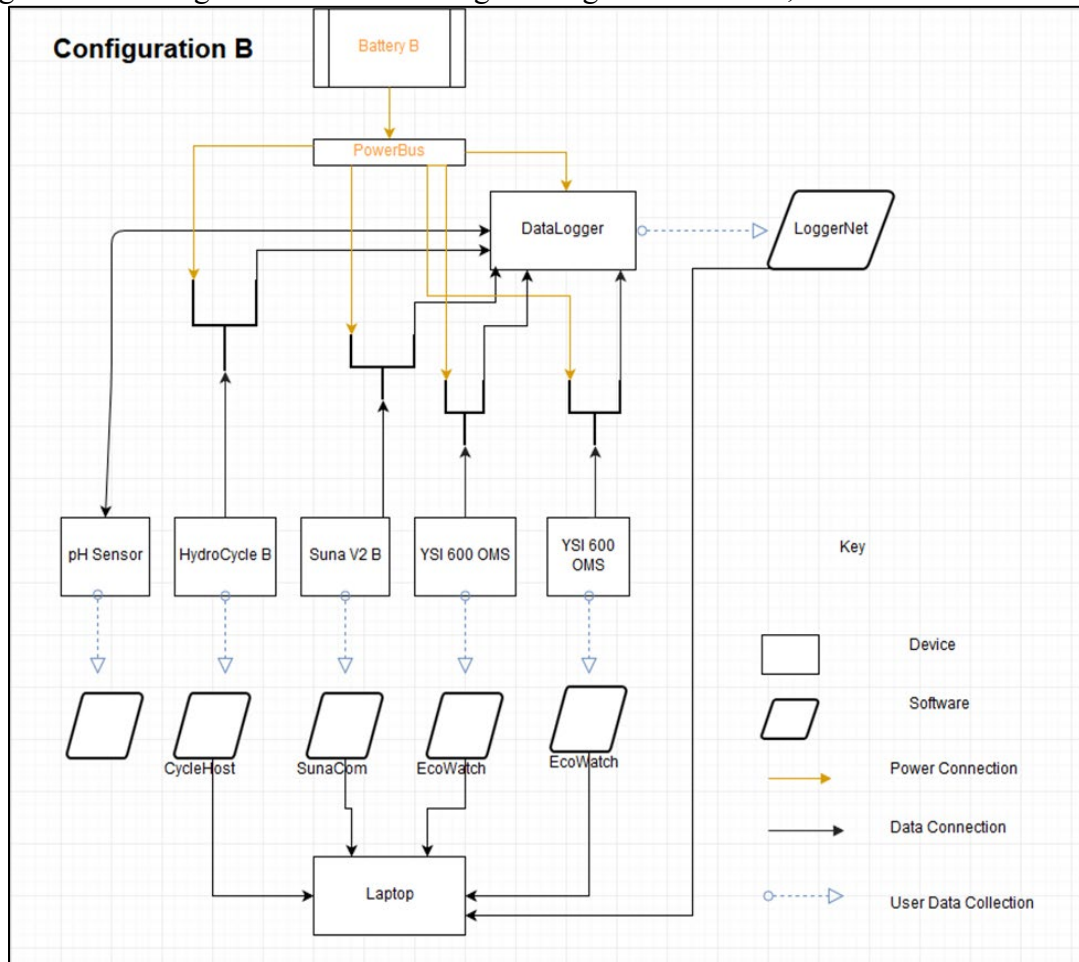 Configuration B
Battery B
PowerBus
DataLogger
LoggerNet
pH Sensor
HydroCycle B
Suna V2 B
YSI 600 OMS
YSI 600
OMS
Key
Device
Software
CycleHost
SunaCom
EcoWatch
EcoWatch
Power Connection
Data Connection
Laptop
User Data Collection